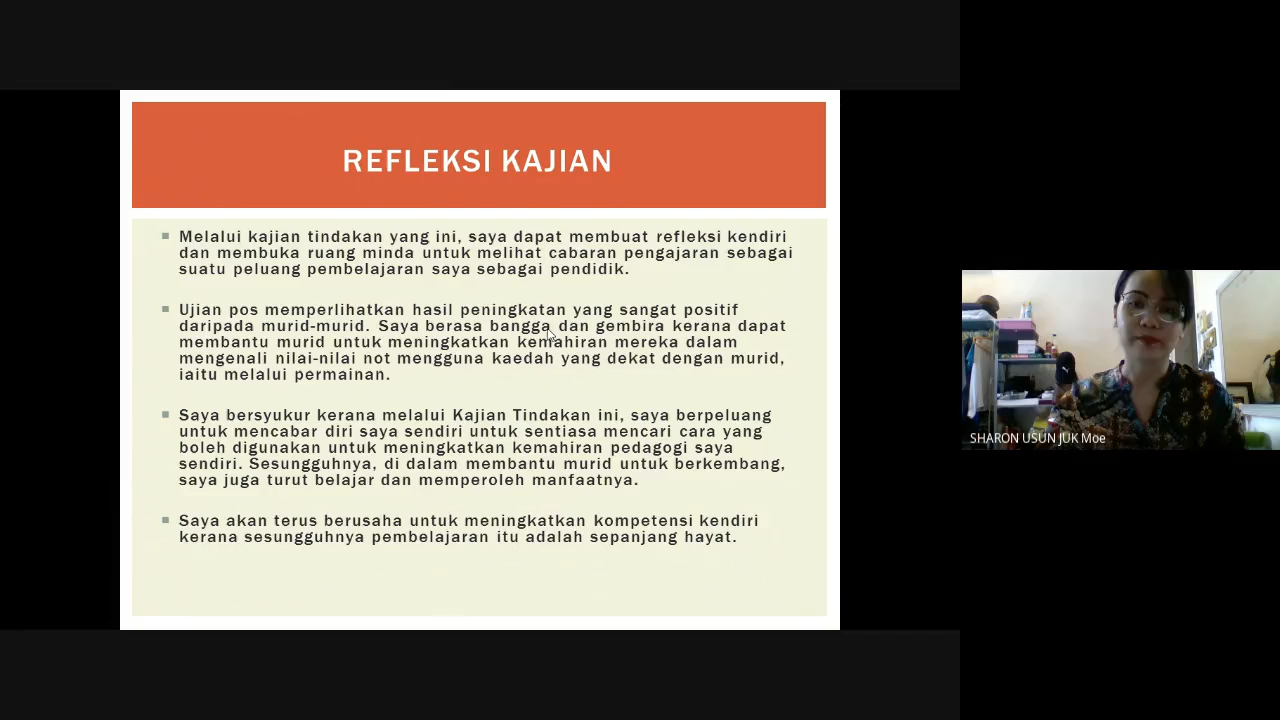 REFLEKSI KAJIAN
Melalui kajian tindakan yang ini, saya dapat membuat refleksi kendiri
dan membuka ruang minda untuk melihat cabaran pengajaran sebagai
suatu peluang pembelajaran saya sebagai pendidik.
Ujian pos memperlihatkan hasil peningkatan yang sangat positif
daripada murid-murid. Saya berasa bangga dan gembira kerana dapat
membantu murid untuk meningkatkan kemahiran mereka dalam
mengenali nilai-nilai not mengguna kaedah yang dekat dengan murid,
iaitu melalui permainan.
Saya bersyukur kerana melalui Kajian Tindakan ini, saya berpeluang
untuk mencabar diri saya sendiri untuk sentiasa mencari cara yang
boleh digunakan untuk meningkatkan kemahiran pedagogi saya
sendiri. Sesungguhnya, di dalam membantu murid untuk berkembang,
saya juga turut belajar dan memperoleh manfaatnya.
Saya akan terus berusaha untuk meningkatkan kompetensi kendiri
kerana sesungguhnya pembelajaran itu adalah sepanjang hayat.
SHARON USUN JUK Moe